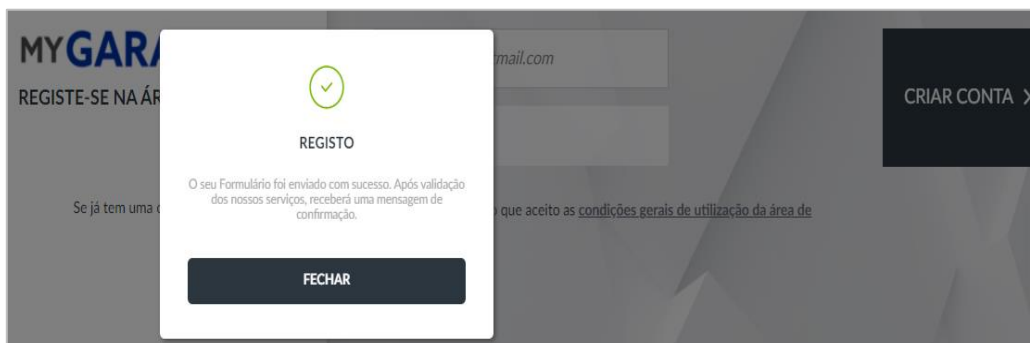 MYGARA
REGISTE-SE NA ÁR
mail.com
CRIAR CONTA
REGISTO
O seu Formulário foi enviado com sucesso. Após validação
dos nossos serviços, receberá uma mensagem de
confirmação.
Se já tem uma
que aceito as condições gerais de utilização da área de
FECHAR